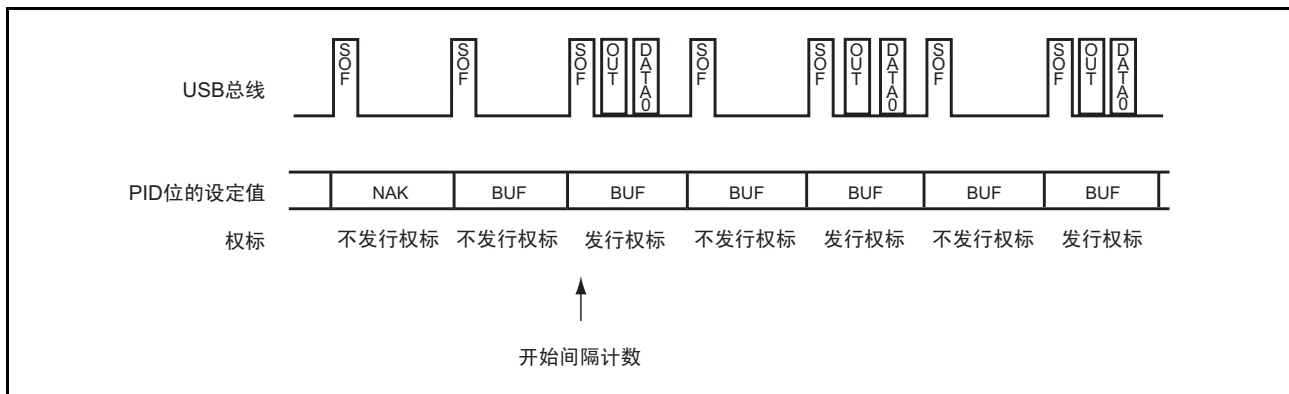 USB总线
SOF SOF SOF OUT DATA0 SOF SOF OUT DATA0 SOF SOF OUT DATA0
PID位的设定值 NAK BUF BUF BUF BUF BUF BUF
权标 不发行权标 不发行权标 发行权标 不发行权标 发行权标 不发行权标 发行权标
开始间隔计数